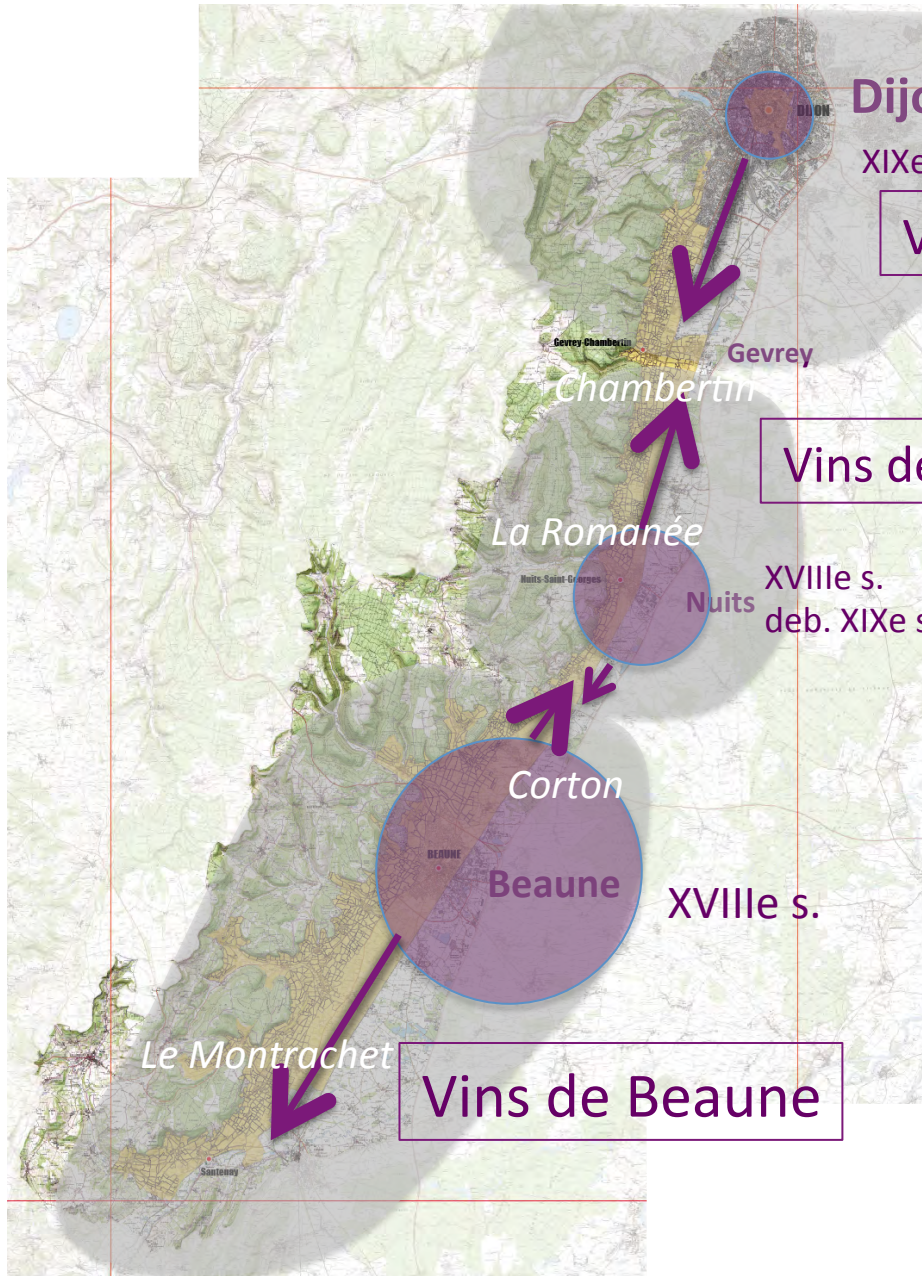 Dijo
DIJON
XIXe
V
Gevrey-Chambertin
Gevrey
Chambertin
Vins de
La Romanée
Nuits-Saint-Georges
XVIIIe s.
Nuits
deb. XIXe s
Corton
BEAUNE
Beaune
XVIIIe s.
Le Montrachet
Vins de Beaune
Santenay